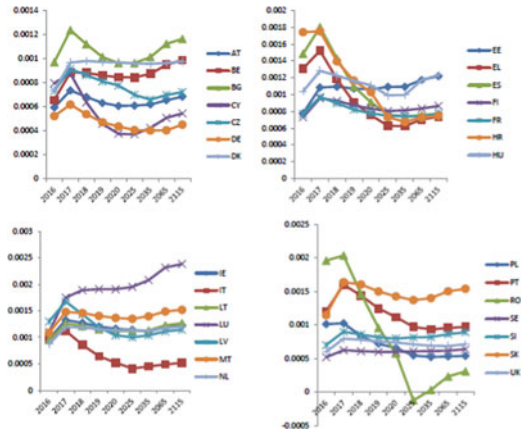 0.0014
0.0012
0.001
0.0008
0.0006
0.0004
0.0002
0
2016 2017 2018 2019 2020 2025 2035 2065 2115
AT
BE
BG
CV
CZ
DE
DK
0.002
0.0018
0.0016
0.0014
0.0012
0.001
0.0008
0.0006
0.0004
0.0002
0
2016 2017 2018 2019 2020 2025 2035 2065 2115
EE
EL
ES
FI
FR
HR
HU
0.003
0.0025
0.002
0.0015
0.001
0.0005
0
2016 2017 2018 2019 2020 2025 2035 2065 2115
IE
IT
LT
LU
LV
MT
NL
0.0025
0.002
0.0015
0.001
0.0005
0
-0.0005
2016 2017 2018 2019 2020 2025 2035 2065 2115
PL
PT
RO
SE
SI
SK
UK